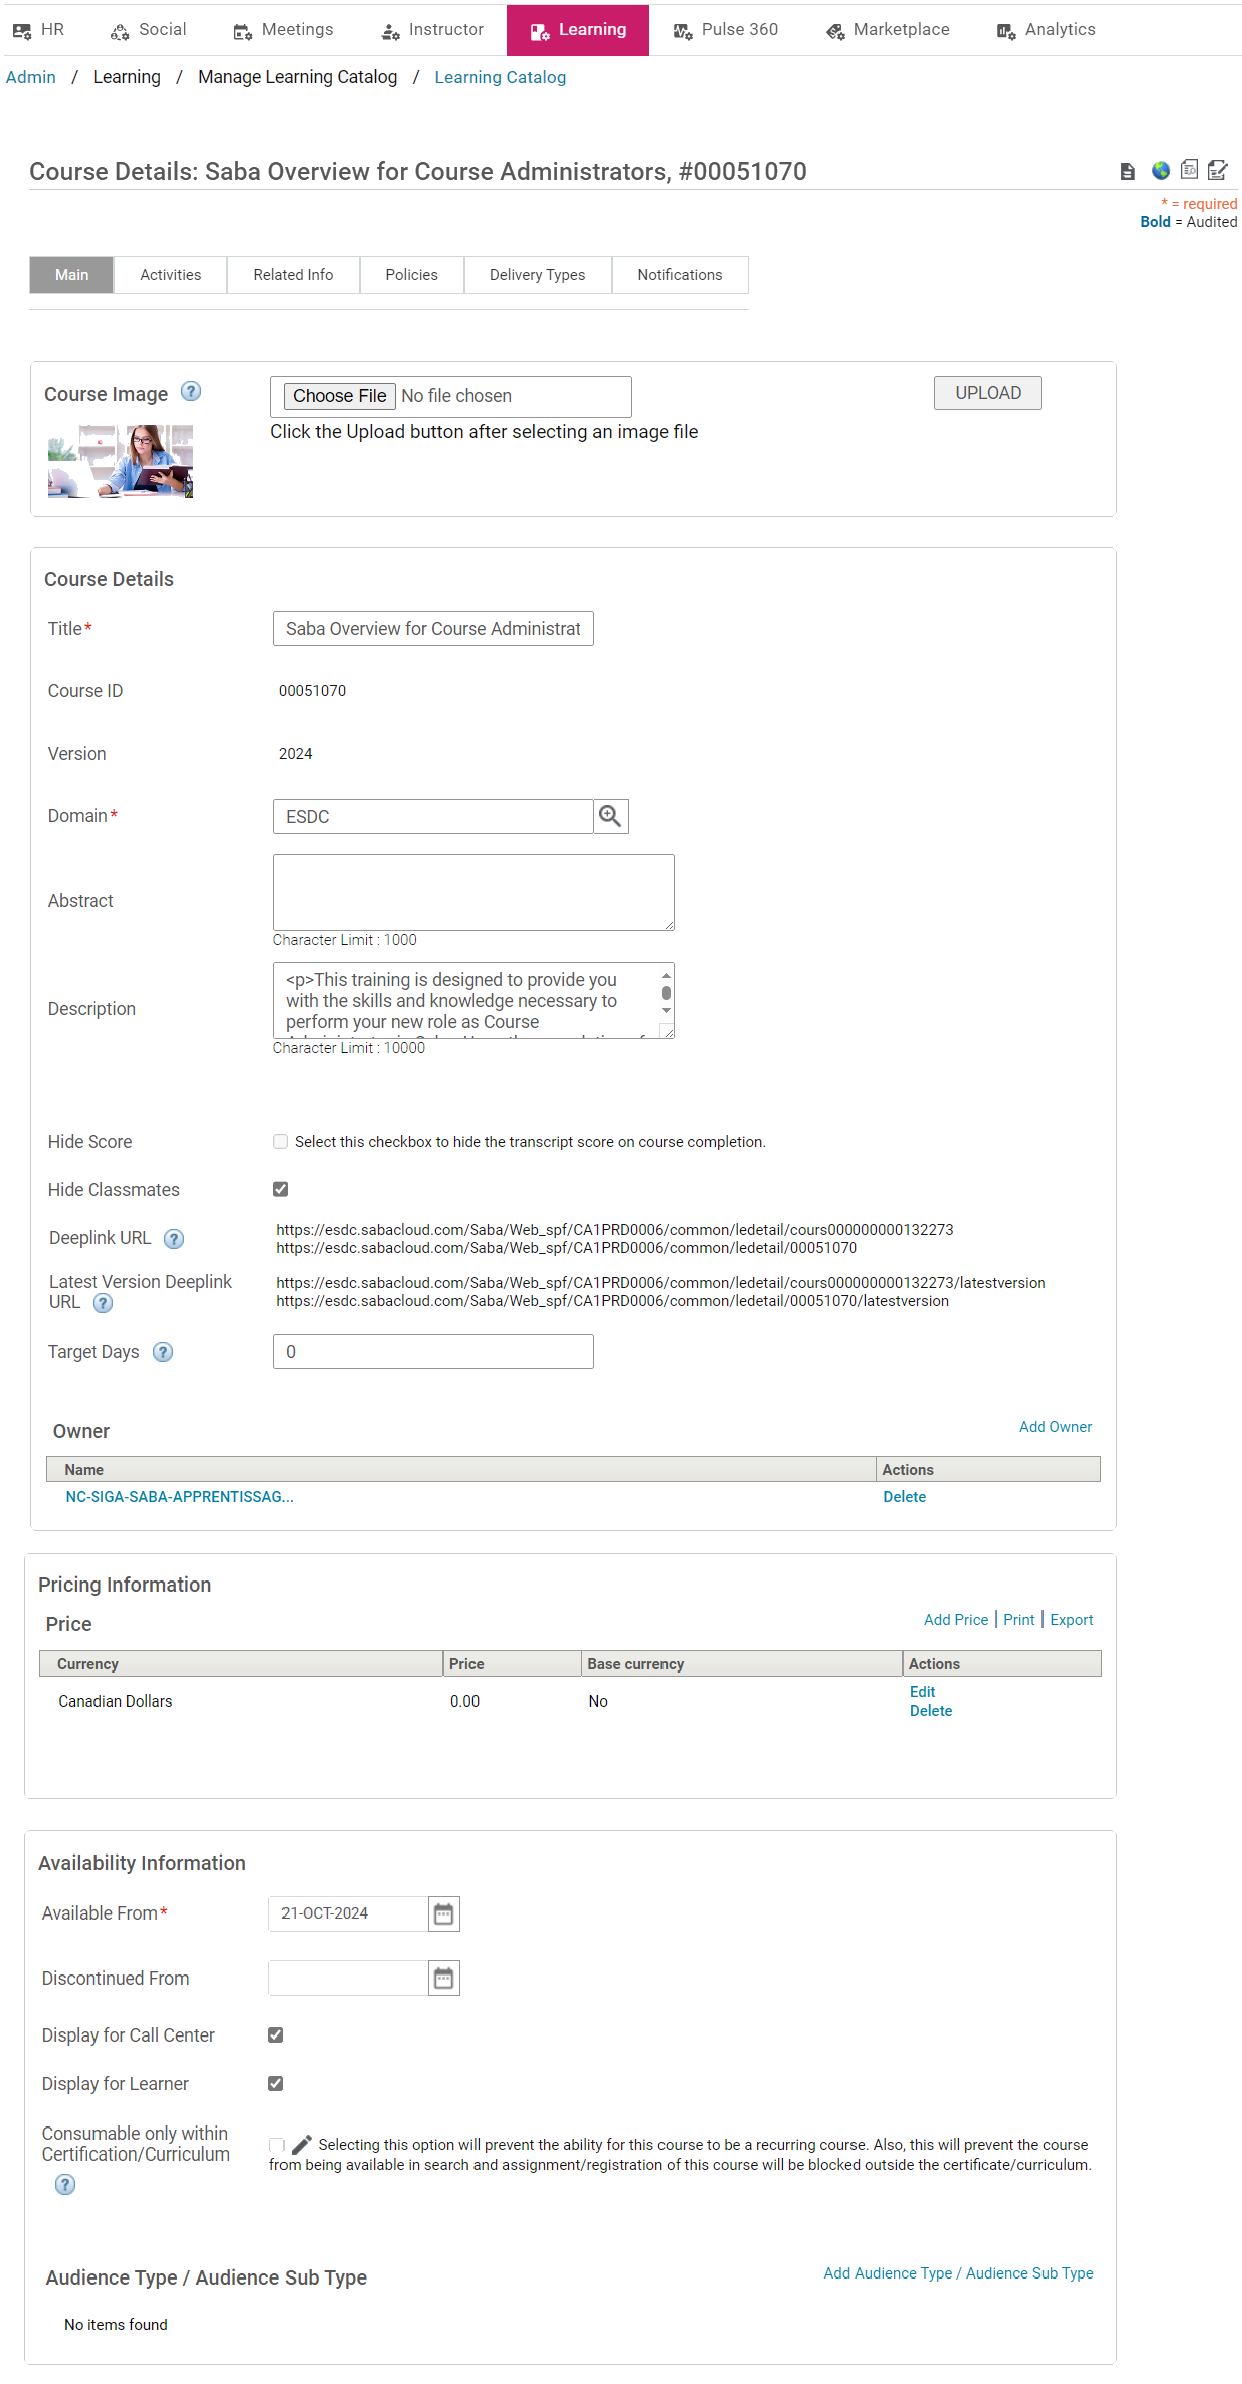 HR Social Meetings Instructor Learning Pulse 360 Marketplace Analytics
Admin / Learning / Manage Learning Catalog / Learning Catalog
Course Details: Saba Overview for Course Administrators, #00051070
* = required
Bold = Audited
Main Activities Related Info Policies Delivery Types Notifications
Course Image ? Choose File No file chosen UPLOAD
Click the Upload button after selecting an image file
Course Details
Title* Saba Overview for Course Administrat
Course ID 00051070
Version 2024
Domain* ESDC
Abstract
Character Limit : 1000
Description
<p>This training is designed to provide you
with the skills and knowledge necessary to
perform your new role as Course
Character Limit : 10000
Hide Score Select this checkbox to hide the transcript score on course completion.
Hide Classmates
Deeplink URL ? https://esdc.sabacloud.com/Saba/Web_spf/CA1PRD0006/common/ledetail/cours000000000132273
https://esdc.sabacloud.com/Saba/Web_spf/CA1PRD0006/common/ledetail/00051070
Latest Version Deeplink https://esdc.sabacloud.com/Saba/Web_spf/CA1PRD0006/common/ledetail/cours000000000132273/latestversion
URL ? https://esdc.sabacloud.com/Saba/Web_spf/CA1PRD0006/common/ledetail/00051070/latestversion
Target Days ? 0
Owner Add Owner
Name Actions
NC-SIGA-SABA-APPRENTISSAG... Delete
Pricing Information
Price Add Price | Print | Export
Currency Price Base currency Actions
Canadian Dollars 0.00 No Edit
Delete
Availability Information
Available From* 21-OCT-2024
Discontinued From
Display for Call Center
Display for Learner
Consumable only within
Certification/Curriculum ?
Selecting this option will prevent the ability for this course to be a recurring course. Also, this will prevent the course
from being available in search and assignment/registration of this course will be blocked outside the certificate/curriculum.
Audience Type / Audience Sub Type Add Audience Type / Audience Sub Type
No items found